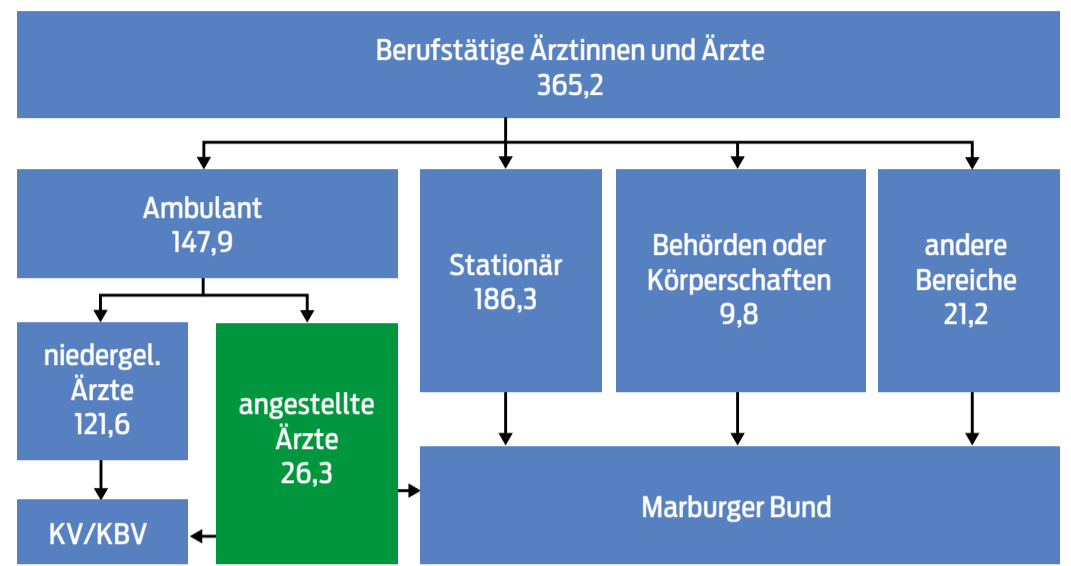 Berufstätige Ärztinnen und Ärzte
365,2
Ambulant
147,9
Stationär
186,3
Behörden oder
Körperschaften
9,8
andere
Bereiche
21,2
niedergel.
Ärzte
121,6
angestellte
Ärzte
26,3
KV/KBV
Marburger Bund